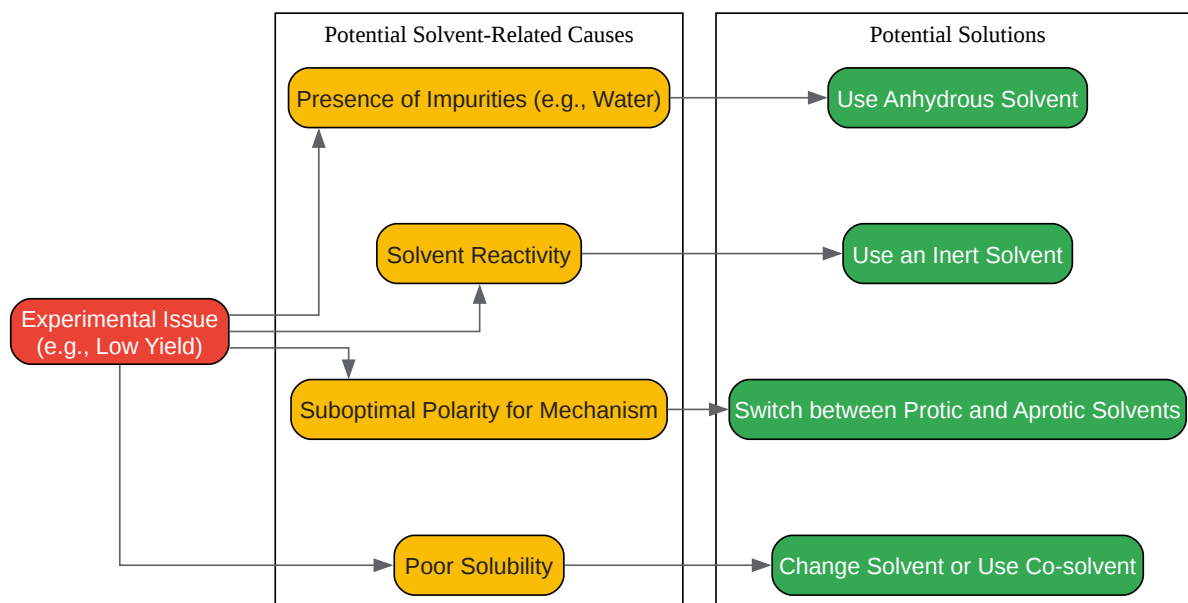 Potential Solvent-Related Causes
Potential Solutions
Presence of Impurities (e.g., Water)
Use Anhydrous Solvent
Solvent Reactivity
Use an Inert Solvent
Experimental Issue
(e.g., Low Yield)
Suboptimal Polarity for Mechanism
Switch between Protic and Aprotic Solvents
Poor Solubility
Change Solvent or Use Co-solvent